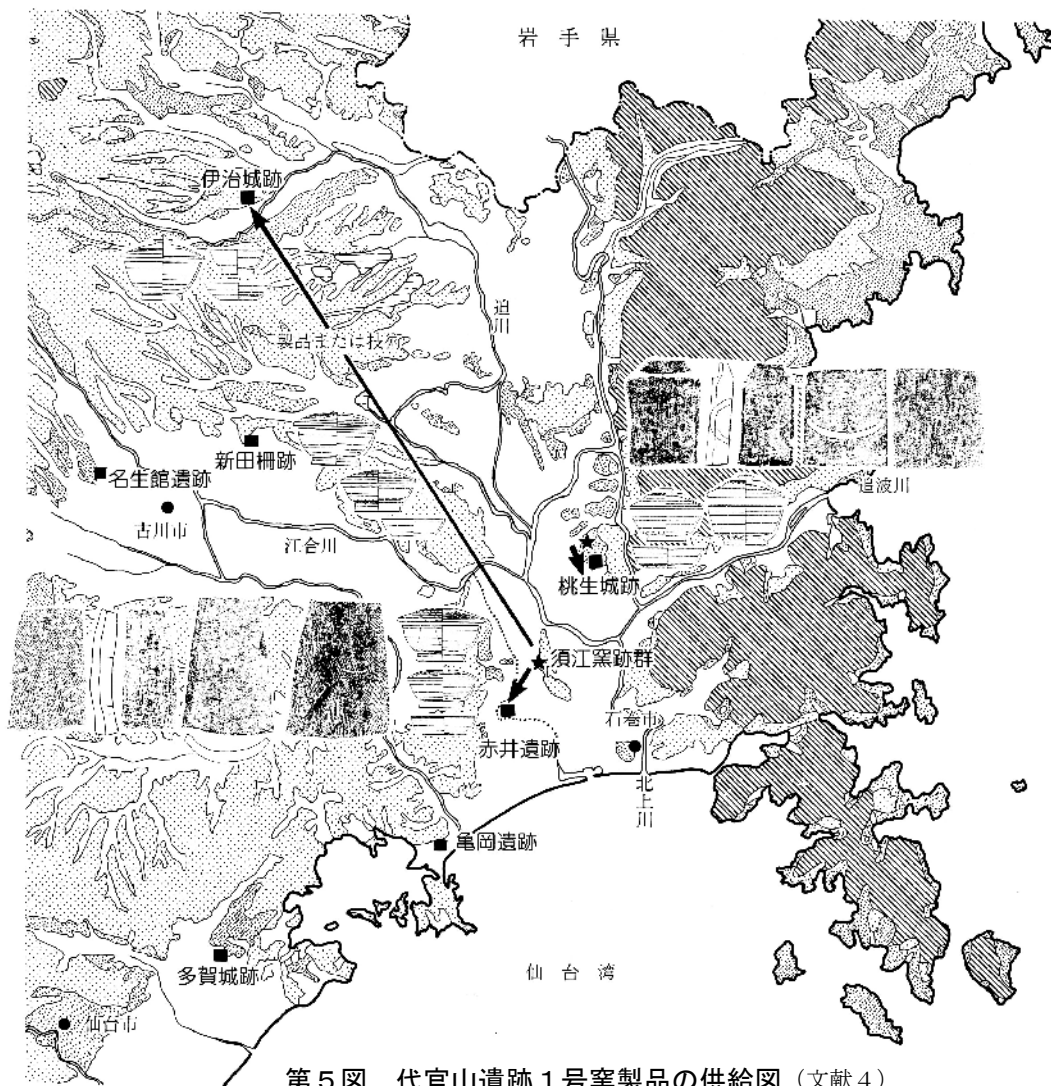 岩手県
伊治城跡
迫川
製品または技術
新田柵跡
名生館遺跡
古川市
江合川
追波川
桃生城跡
須江窯跡群
石巻市
赤井遺跡
北上川
亀岡遺跡
多賀城跡
仙台湾
仙台市
第5図 代官山遺跡1号窯製品の供給図(文献4)